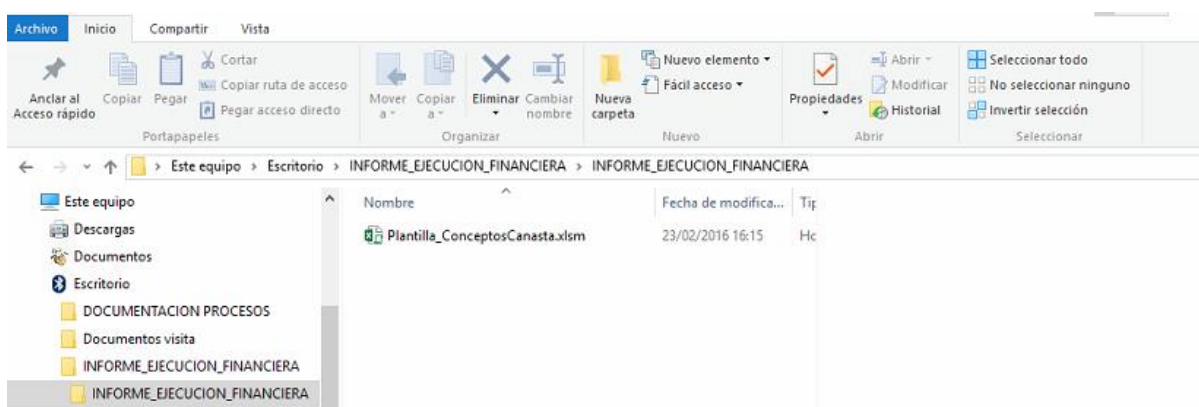 Archivo Inicio Compartir Vista
Anclar al Acceso rápido
Copiar
Pegar
Cortar
Copiar ruta de acceso
Pegar acceso directo
Portapapeles
Mover a
Copiar a
Eliminar
Cambiar nombre
Organizar
Nueva carpeta
Nuevo elemento
Fácil acceso
Nuevo
Propiedades
Abrir
Modificar
Historial
Abrir
Seleccionar todo
No seleccionar ninguno
Invertir selección
Seleccionar
Este equipo > Escritorio > INFORME_EJECUCION_FINANCIERA > INFORME_EJECUCION_FINANCIERA
Este equipo
Descargas
Documentos
Escritorio
DOCUMENTACION PROCESOS
Documentos visita
INFORME_EJECUCION_FINANCIERA
INFORME_EJECUCION_FINANCIERA
Nombre Fecha de modifica... Tip
Plantilla_ConceptosCanasta.xlsm 23/02/2016 16:15 Hc